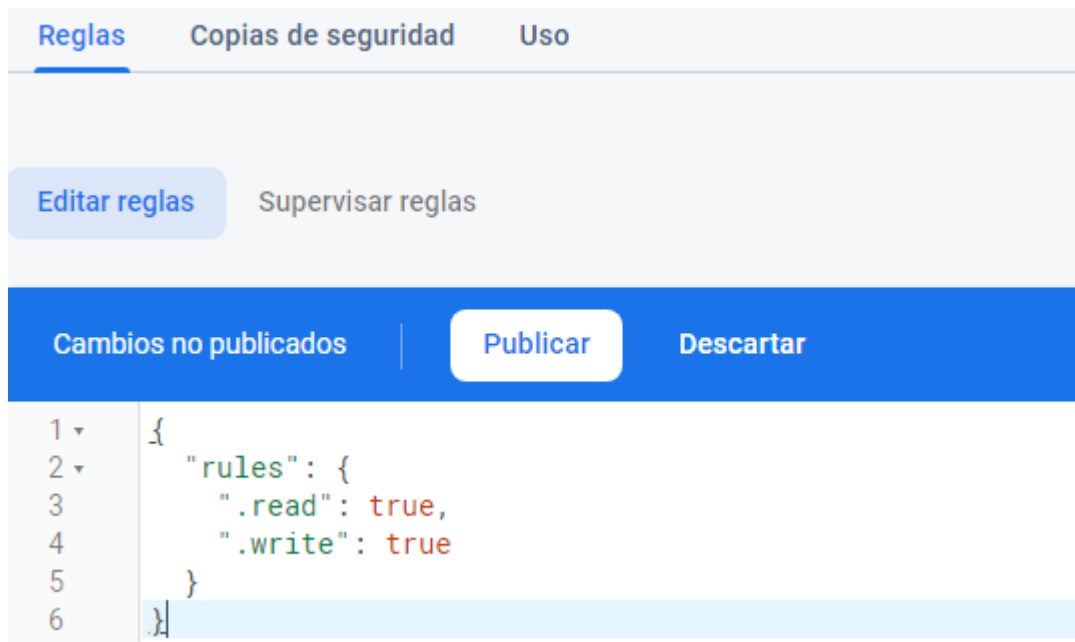 Reglas Copias de seguridad Uso
Editar reglas Supervisar reglas
Cambios no publicados Publicar Descartar
1 {
2 "rules": {
3 ".read": true,
4 ".write": true
5 }
6 }